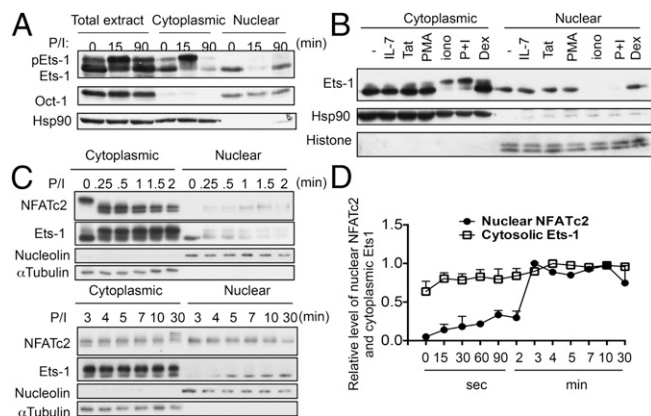 A
Total extract Cytoplasmic Nuclear
P/I: 0 15 90 0 15 90 0 15 90 (min)
pEts-1
Ets-1
Oct-1
Hsp90
B
Cytoplasmic Nuclear
- IL-7 Tat PMA iono P+I Dex - IL-7 Tat PMA iono P+I Dex
Ets-1
Hsp90
Histone
C
Cytoplasmic Nuclear
P/I 0 .25 .5 1 1.5 2 0 .25 .5 1 1.5 2 (min)
NFATc2
Ets-1
Nucleolin
αTubulin
Cytoplasmic Nuclear
P/I 3 4 5 7 10 30 3 4 5 7 10 30 (min)
NFATc2
Ets-1
Nucleolin
αTubulin
D
Relative level of nuclear NFATc2
and cytoplasmic Ets1
Nuclear NFATc2
Cytosolic Ets-1
1.5
1.0
0.5
0.0
0 15 30 60 90 2 3 4 5 7 10 30
sec min